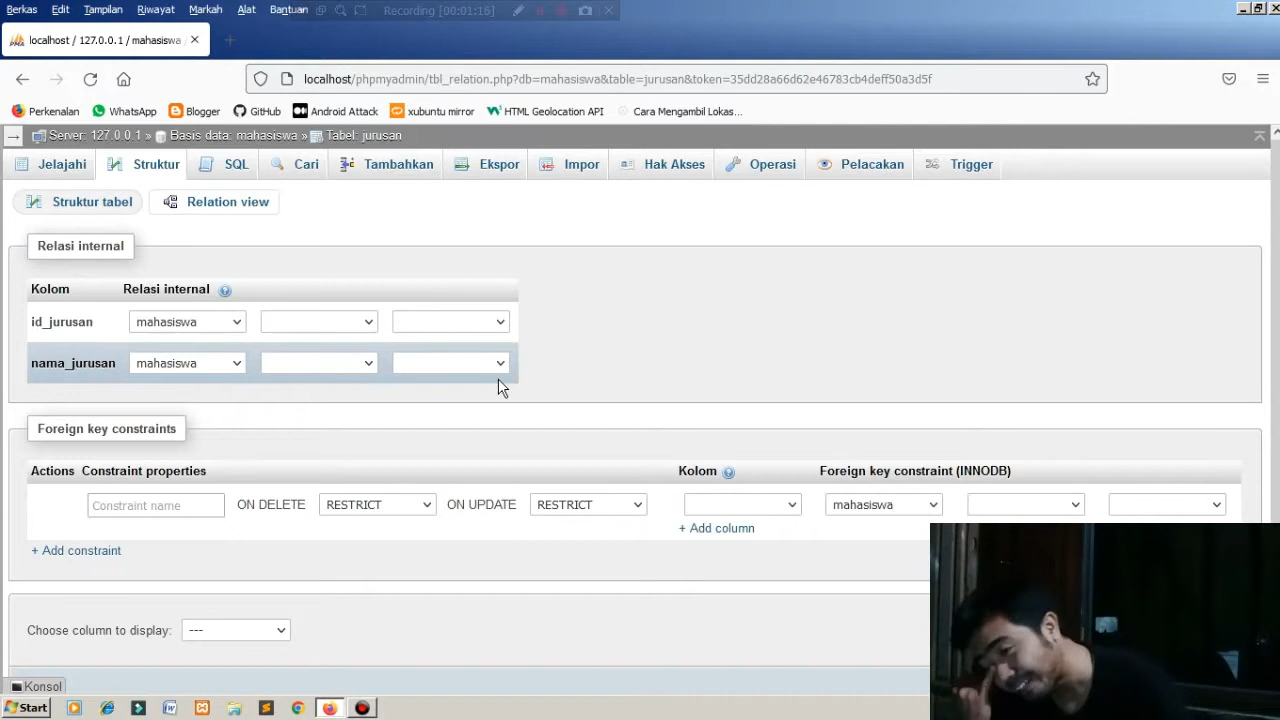 Berkas Edit Tampilan Riwayat Markah Alat Bantuan Recording [00:01:16]
localhost / 127.0.0.1 / mahasiswa
localhost/phpmyadmin/tbl_relation.php?db=mahasiswa&table=jurusan&token=35dd28a66d62e46783cb4deff50a3d5f
Perkenalan WhatsApp Blogger GitHub Android Attack xubuntu mirror HTML Geolocation API Cara Mengambil Lokas...
Server: 127.0.0.1 » Basis data: mahasiswa » Tabel: jurusan
Jelajahi Struktur SQL Cari Tambahkan Ekspor Impor Hak Akses Operasi Pelacakan Trigger
Struktur tabel Relation view
Relasi internal
Kolom Relasi internal
id_jurusan mahasiswa
nama_jurusan mahasiswa
Foreign key constraints
Actions Constraint properties Kolom Foreign key constraint (INNODB)
Constraint name ON DELETE RESTRICT ON UPDATE RESTRICT mahasiswa
+ Add column
+ Add constraint
Choose column to display: ---
Konsol
Start